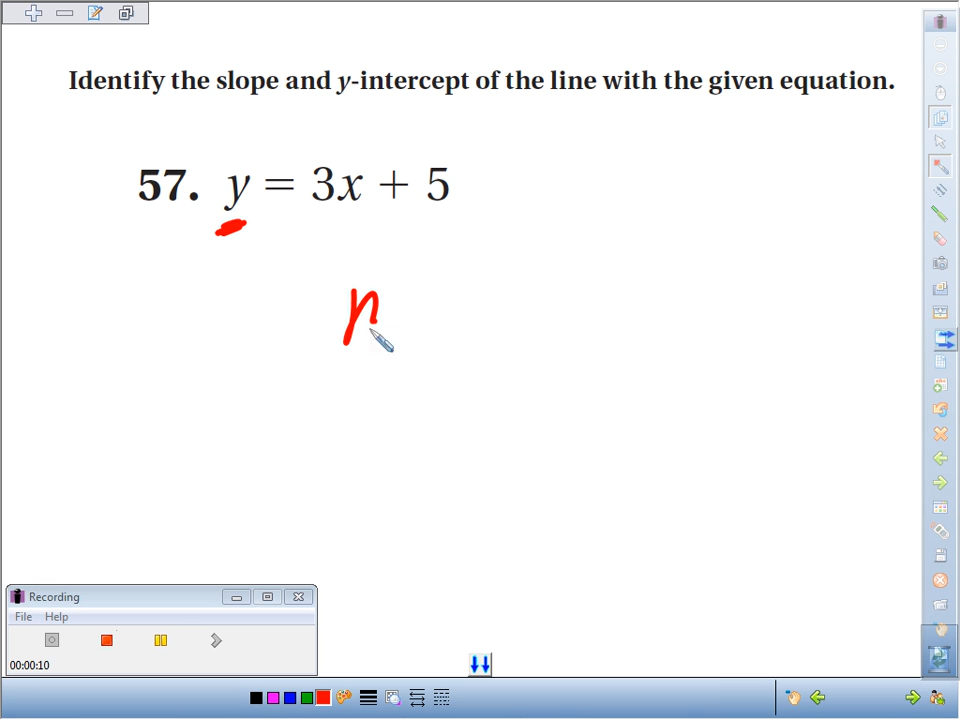 Identify the slope and y-intercept of the line with the given equation.
57. y = 3x + 5
Recording
File Help
00:00:10